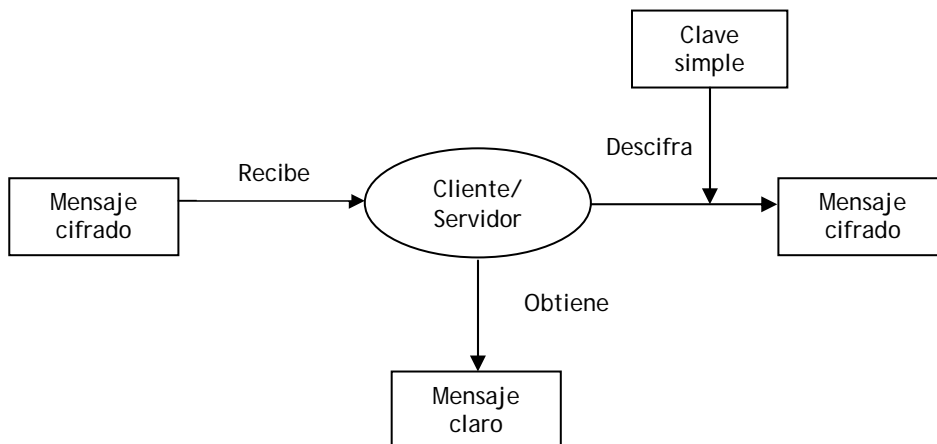 Clave
simple
Descifra
Recibe
Mensaje
cifrado
Cliente/
Servidor
Mensaje
cifrado
Obtiene
Mensaje
claro